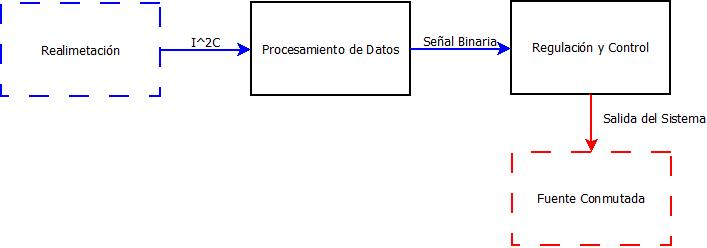 Realimetación
I^2C
Procesamiento de Datos
Señal Binaria
Regulación y Control
Salida del Sistema
Fuente Conmutada